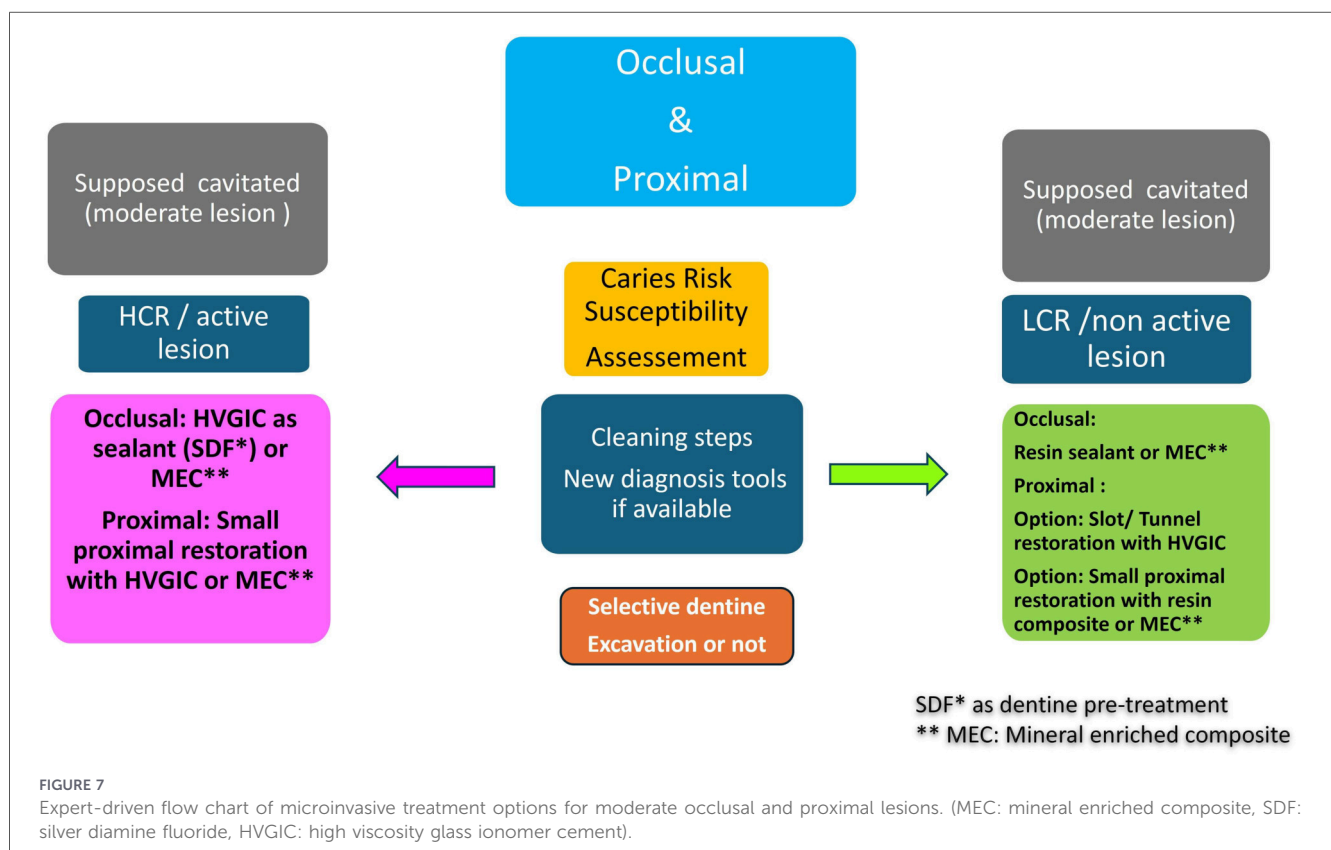 Occlusal
&
Proximal
Supposed cavitated
(moderate lesion )
HCR / active
lesion
Occlusal: HVGIC as
sealant (SDF*) or
MEC**
Proximal: Small
proximal restoration
with HVGIC or MEC**
Caries Risk
Susceptibility
Assessement
Cleaning steps
New diagnosis tools
if available
Selective dentine
Excavation or not
Supposed cavitated
(moderate lesion)
LCR /non active
lesion
Occlusal:
Resin sealant or MEC**
Proximal :
Option: Slot/ Tunnel
restoration with HVGIC
Option: Small proximal
restoration with resin
composite or MEC**
SDF* as dentine pre-treatment
** MEC: Mineral enriched composite
FIGURE 7
Expert-driven flow chart of microinvasive treatment options for moderate occlusal and proximal lesions. (MEC: mineral enriched composite, SDF:
silver diamine fluoride, HVGIC: high viscosity glass ionomer cement).